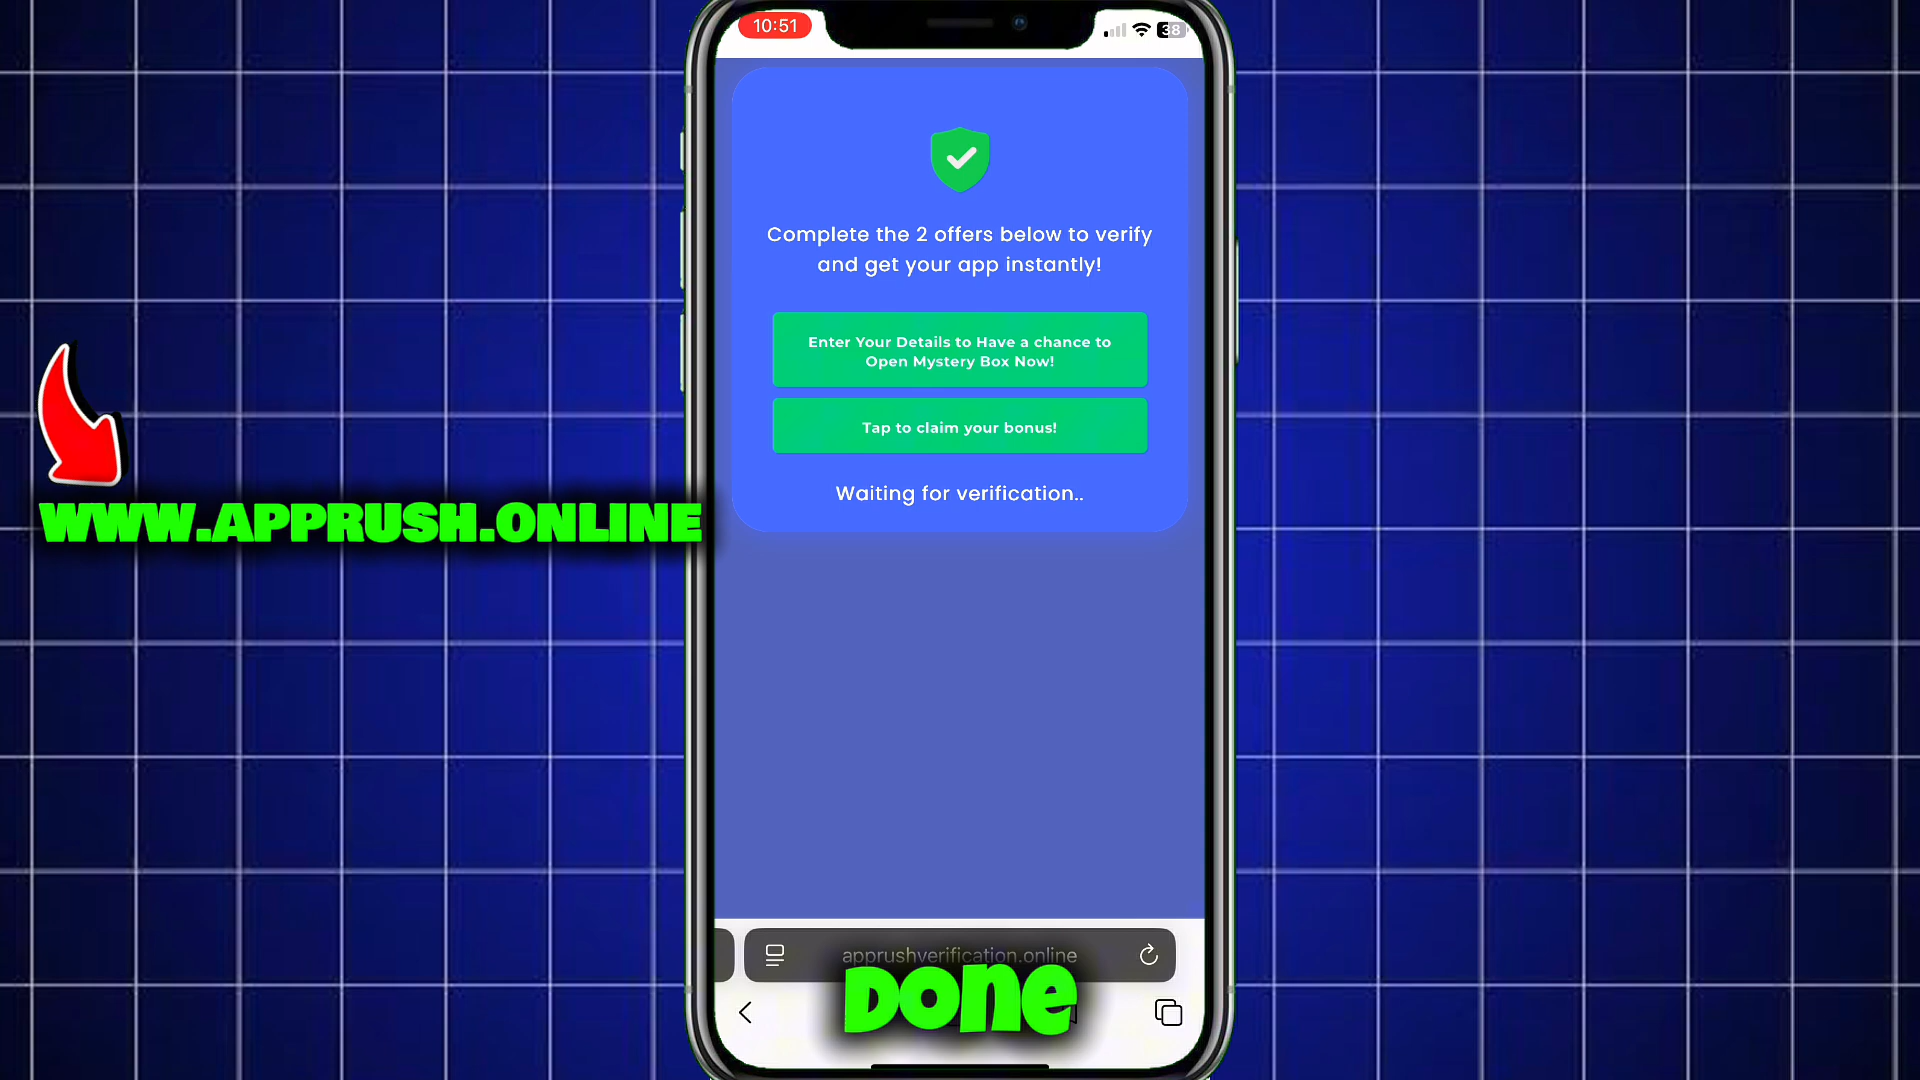 10:51
38
Complete the 2 offers below to verify
and get your app instantly!
Enter Your Details to Have a chance to
Open Mystery Box Now!
Tap to claim your bonus!
Waiting for verification..
WWW.APPRUSH.ONLINE
apprushverification.online
Done